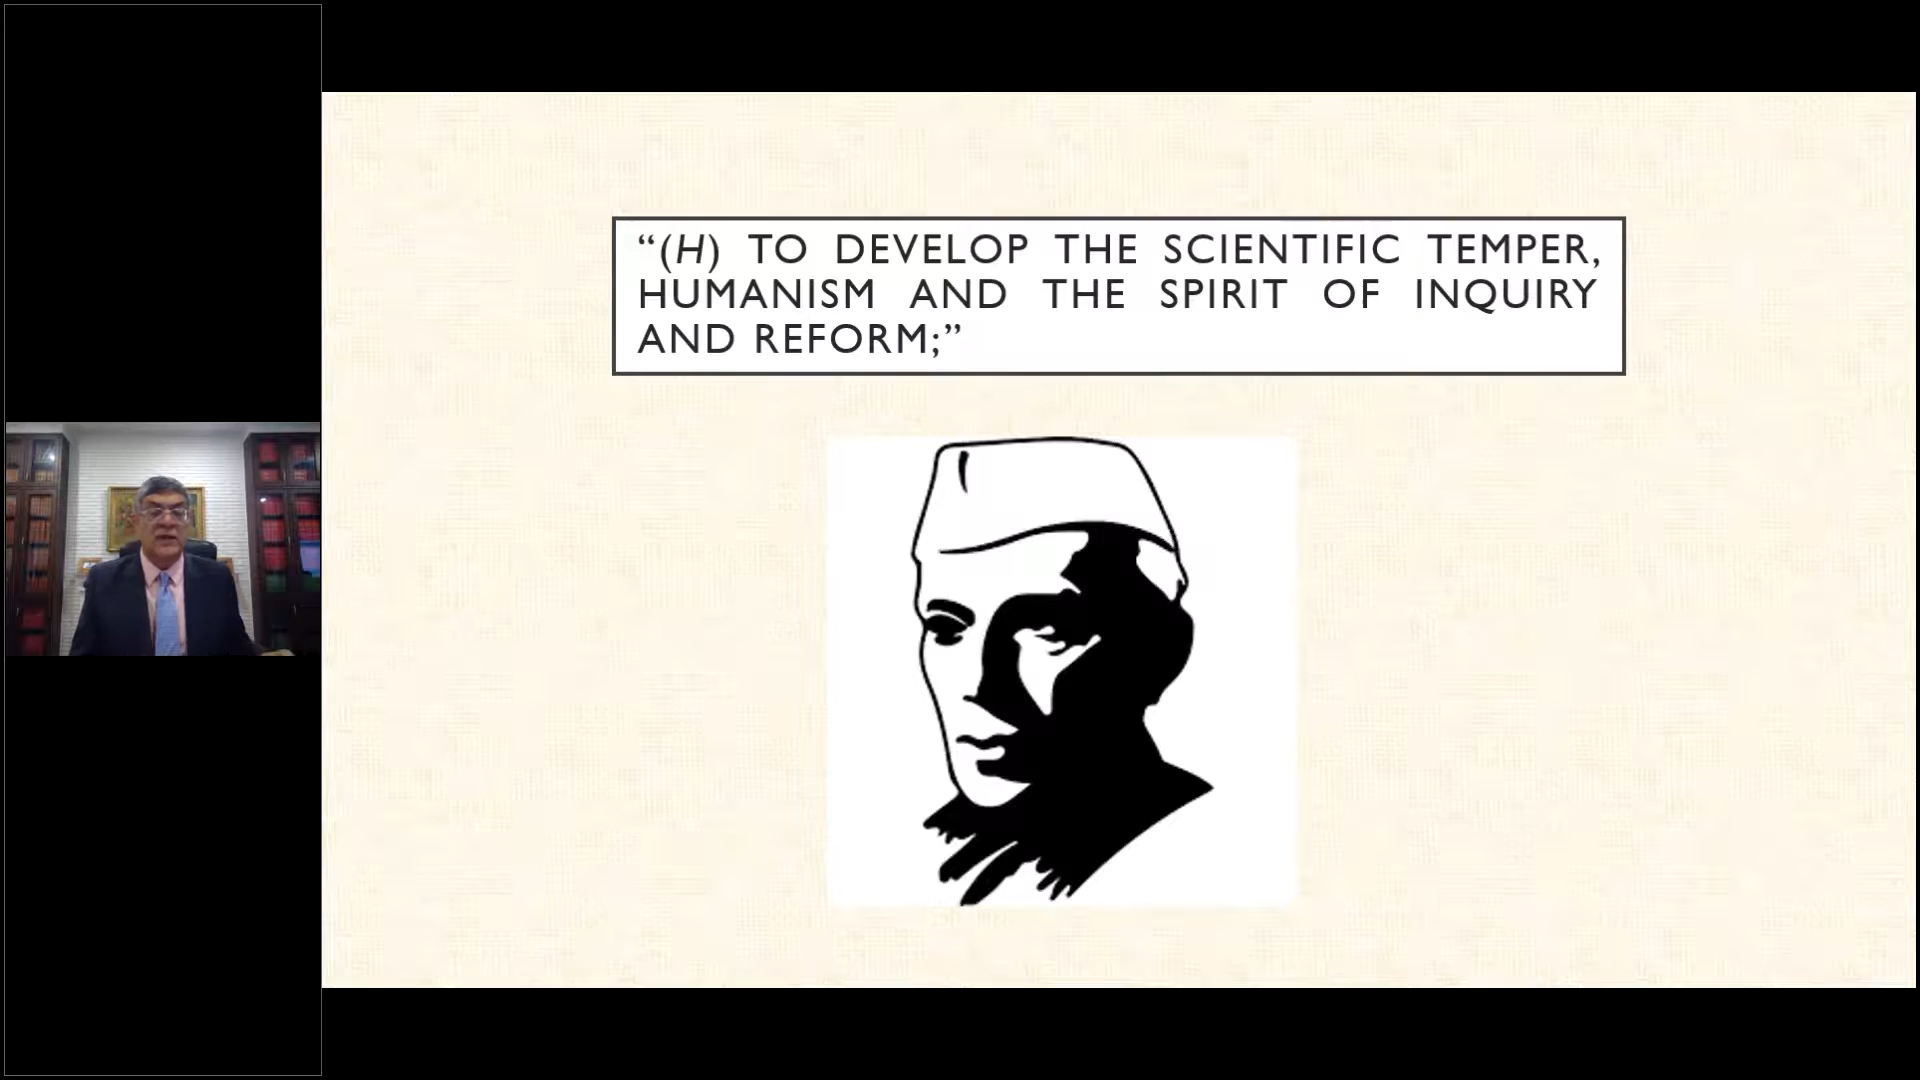 “(H) TO DEVELOP THE SCIENTIFIC TEMPER,
HUMANISM AND THE SPIRIT OF INQUIRY
AND REFORM;”